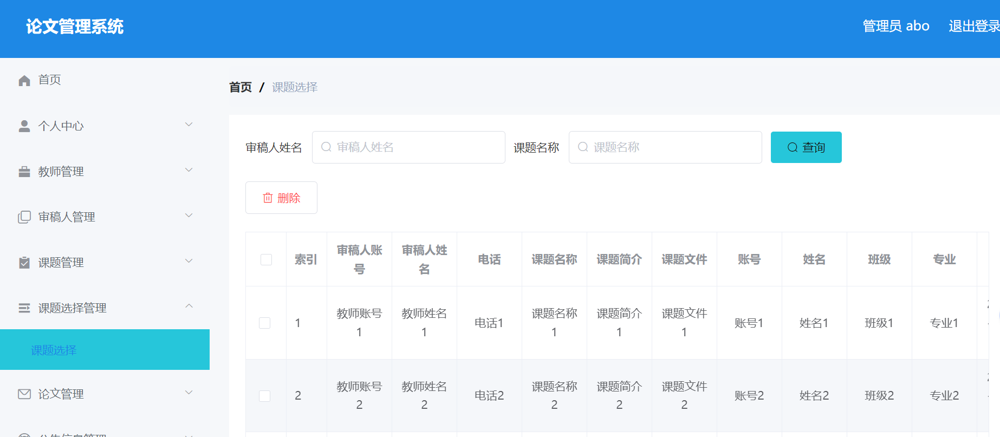 论文管理系统
管理员 abo
退出登录
首页
个人中心
教师管理
审稿人管理
课题管理
课题选择管理
课题选择
论文管理
公告信息管理
首页 / 课题选择
审稿人姓名 审稿人姓名 课题名称 课题名称 查询
删除
索引 审稿人账号 审稿人姓名 电话 课题名称 课题简介 课题文件 账号 姓名 班级 专业
1 教师账号1 教师姓名1 电话1 课题名称1 课题简介1 课题文件1 账号1 姓名1 班级1 专业1
2 教师账号2 教师姓名2 电话2 课题名称2 课题简介2 课题文件2 账号2 姓名2 班级2 专业2